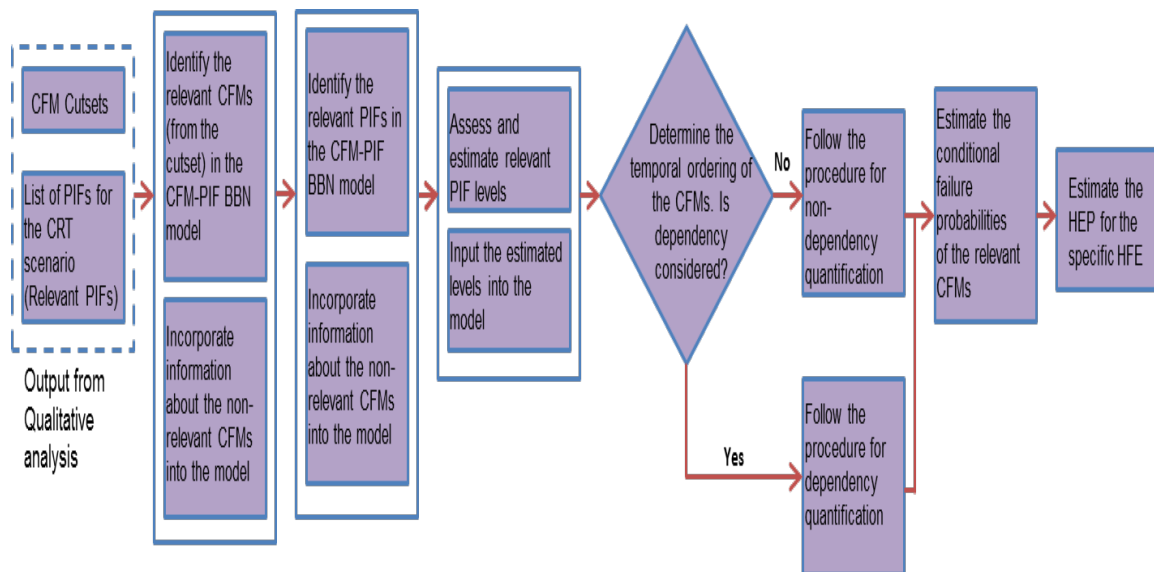 CFM Cutsets
List of PIFs for
the CRT
scenario
(Relevant PIFs)
Output from
Qualitative
analysis
Identify the
relevant CFMs
(from the
cutset) in the
CFM-PIF BBN
model
Incorporate
information
about the non-
relevant CFMs
into the model
Identify the
relevant PIFs in
the CFM-PIF
BBN model
Incorporate
information
about the non-
relevant CFMs
into the model
Assess and
estimate relevant
PIF levels
Input the estimated
levels into the
model
Determine the
temporal ordering
of the CFMs. Is
dependency
considered?
No
Yes
Follow the
procedure for
non-
dependency
quantification
Follow the
procedure for
dependency
quantification
Estimate the
conditional
failure
probabilities
of the relevant
CFMs
Estimate the
HEP for the
specific HFE